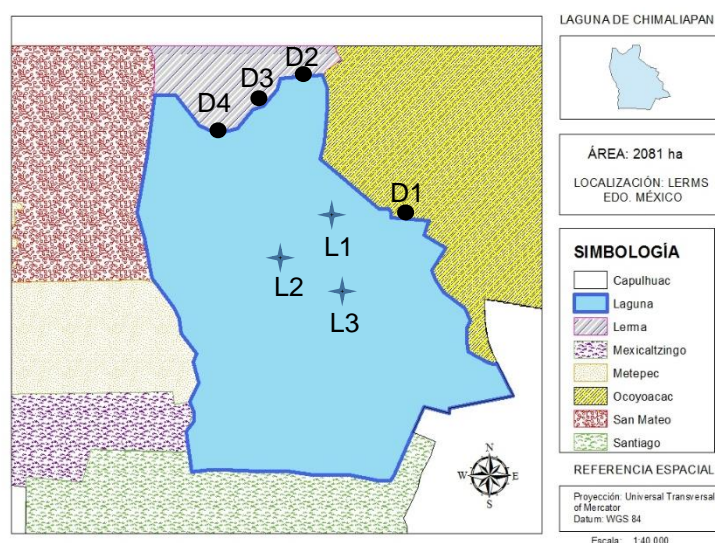 LAGUNA DE CHIMALIAPAN
ÁREA: 2081 ha
LOCALIZACIÓN: LERMS
EDO. MÉXICO
SIMBOLOGÍA
Capulhuac
Laguna
Lerma
Mexicaltzingo
Metepec
Ocoyoacac
San Mateo
Santiago
REFERENCIA ESPACIAL
Proyección: Universal Transversal
of Mercator
Datum: WGS 84
Escala: 1:40 000
D2
D3
D4
D1
L1
L2
L3
N
W
E
S